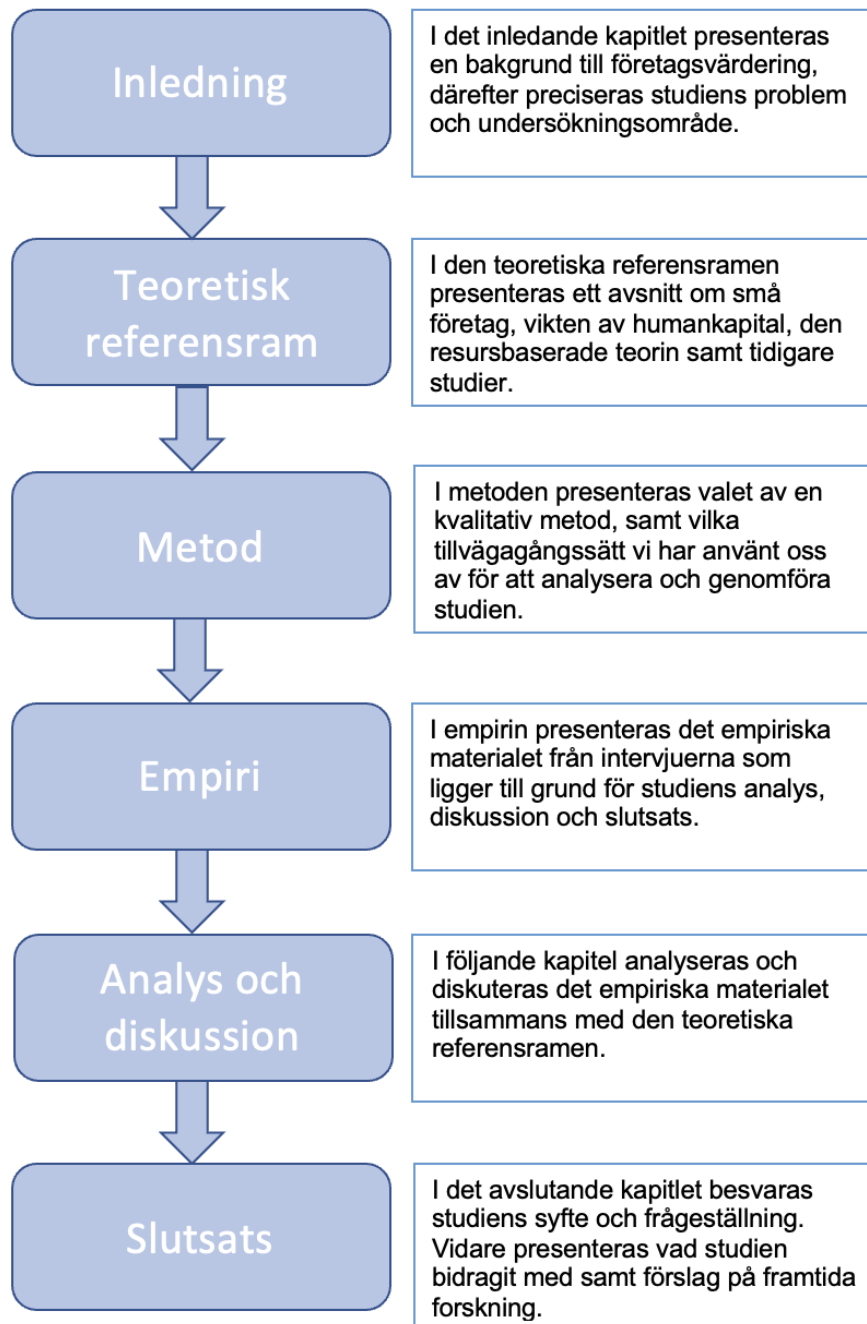 Inledning
I det inledande kapitlet presenteras
en bakgrund till företagsvärdering,
därefter preciseras studiens problem
och undersökningsområde.
Teoretisk
referensram
I den teoretiska referensramen
presenteras ett avsnitt om små
företag, vikten av humankapital, den
resursbaserade teorin samt tidigare
studier.
Metod
I metoden presenteras valet av en
kvalitativ metod, samt vilka
tillvägagångssätt vi har använt oss
av för att analysera och genomföra
studien.
Empiri
I empirin presenteras det empiriska
materialet från intervjuerna som
ligger till grund för studiens analys,
diskussion och slutsats.
Analys och
diskussion
I följande kapitel analyseras och
diskuteras det empiriska materialet
tillsammans med den teoretiska
referensramen.
Slutsats
I det avslutande kapitlet besvaras
studiens syfte och frågeställning.
Vidare presenteras vad studien
bidragit med samt förslag på framtida
forskning.